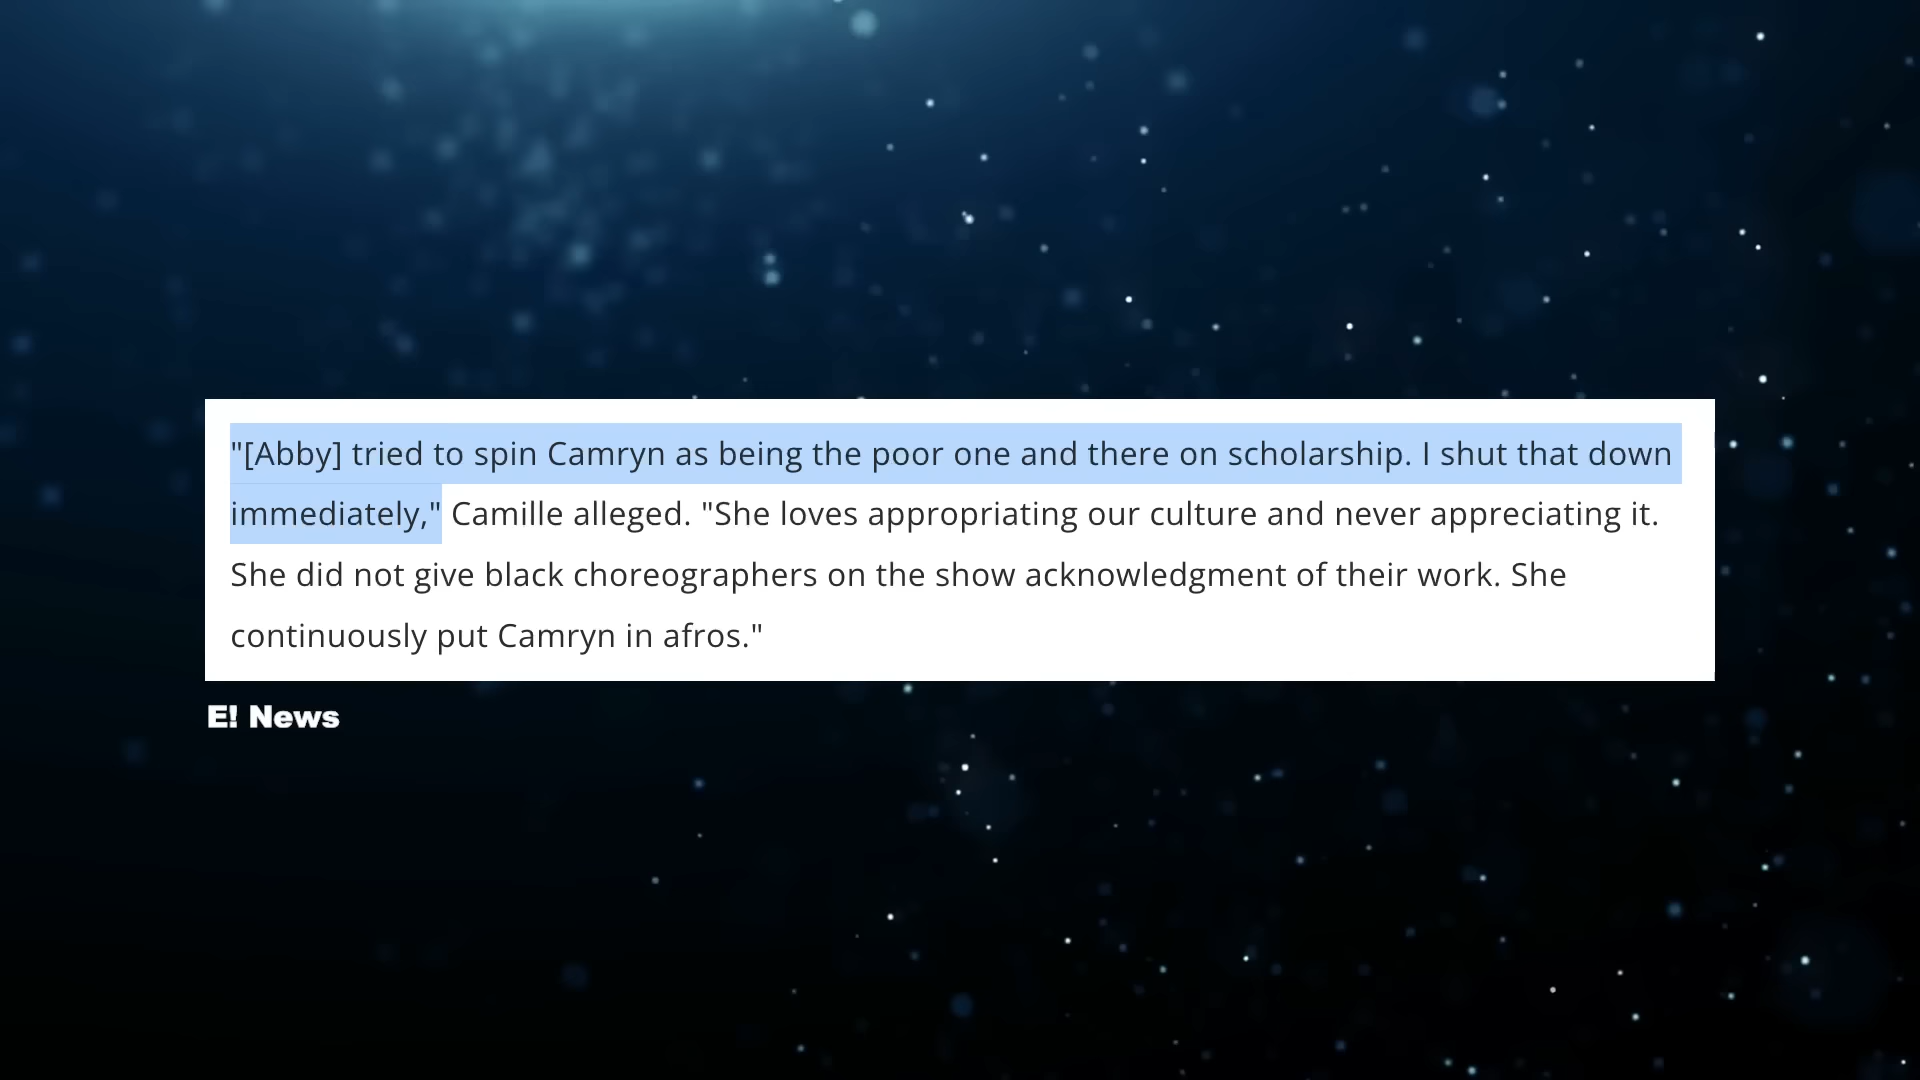 "[Abby] tried to spin Camryn as being the poor one and there on scholarship. I shut that down
immediately," Camille alleged. "She loves appropriating our culture and never appreciating it.
She did not give black choreographers on the show acknowledgment of their work. She
continuously put Camryn in afros."
E! News